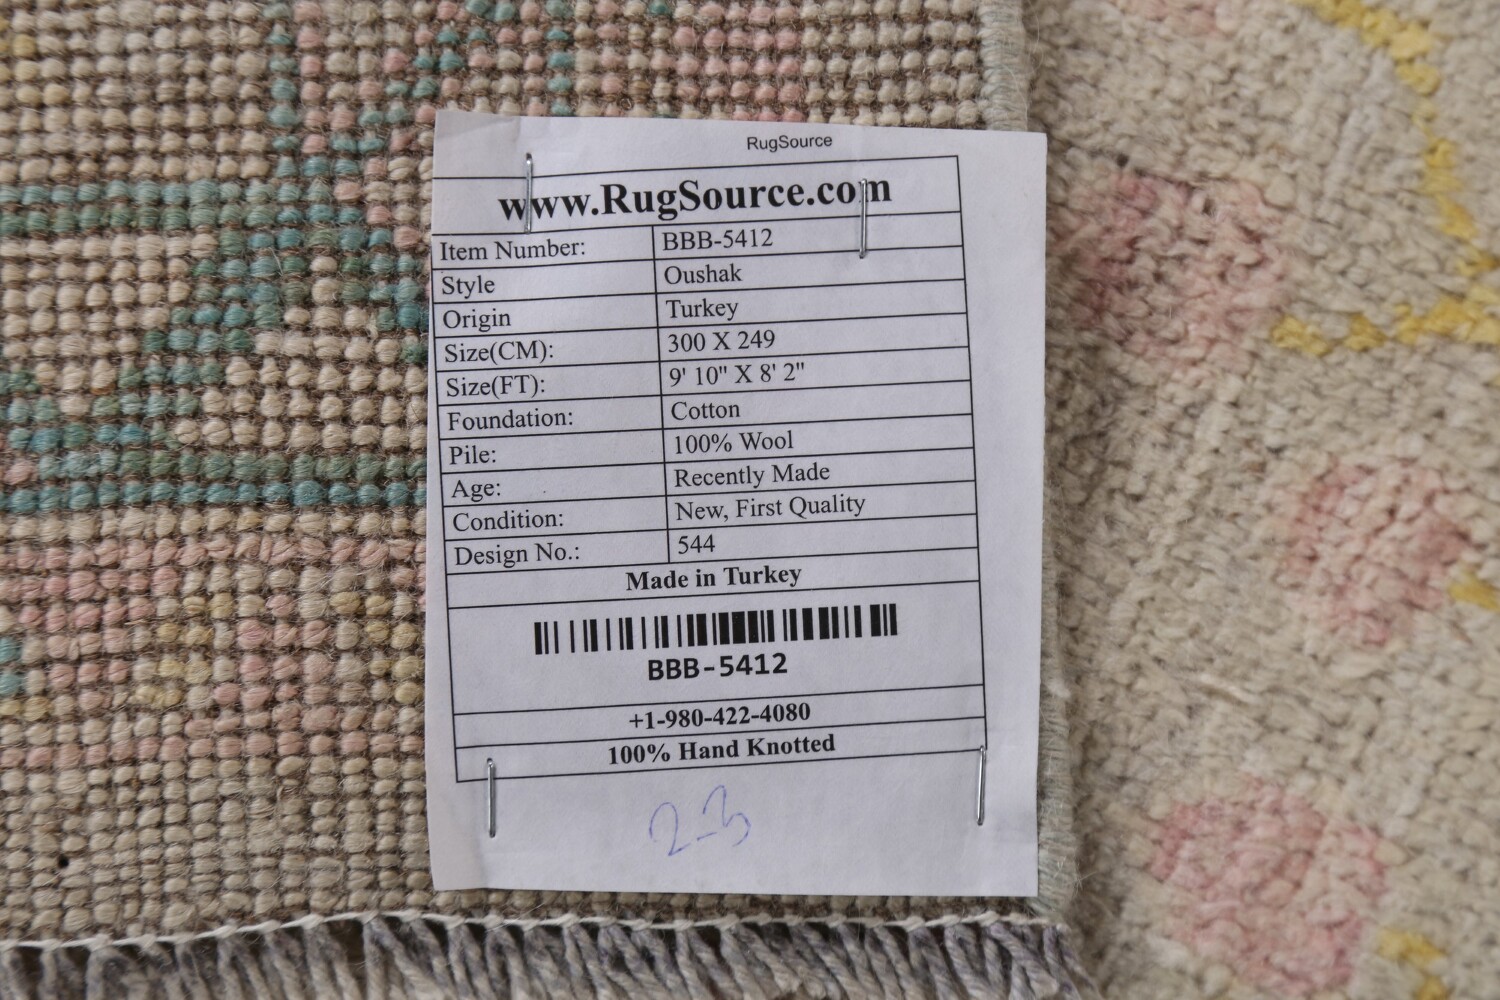 RugSource
www.RugSource.com
Item Number: BBB-5412
Style Oushak
Origin Turkey
Size(CM): 300 X 249
Size(FT): 9' 10" X 8' 2"
Foundation: Cotton
Pile: 100% Wool
Age: Recently Made
Condition: New, First Quality
Design No.: 544
Made in Turkey
BBB-5412
+1-980-422-4080
100% Hand Knotted
2-3